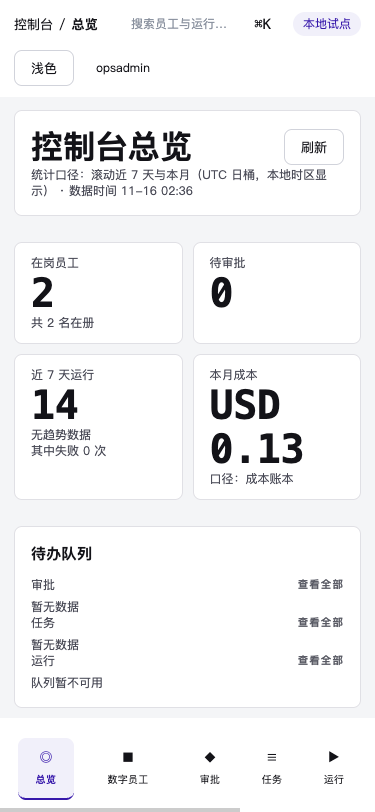 控制台 / 总览 搜索员工与运行… ⌘K 本地试点
浅色 opsadmin
控制台总览 刷新
统计口径：滚动近 7 天与本月（UTC 日桶，本地时区显
示） · 数据时间 11-16 02:36
在岗员工
2
共 2 名在册
待审批
0
近 7 天运行
14
无趋势数据
其中失败 0 次
本月成本
USD
0.13
口径：成本账本
待办队列
审批 查看全部
暂无数据
任务 查看全部
暂无数据
运行 查看全部
队列暂不可用
总览 数字员工 审批 任务 运行